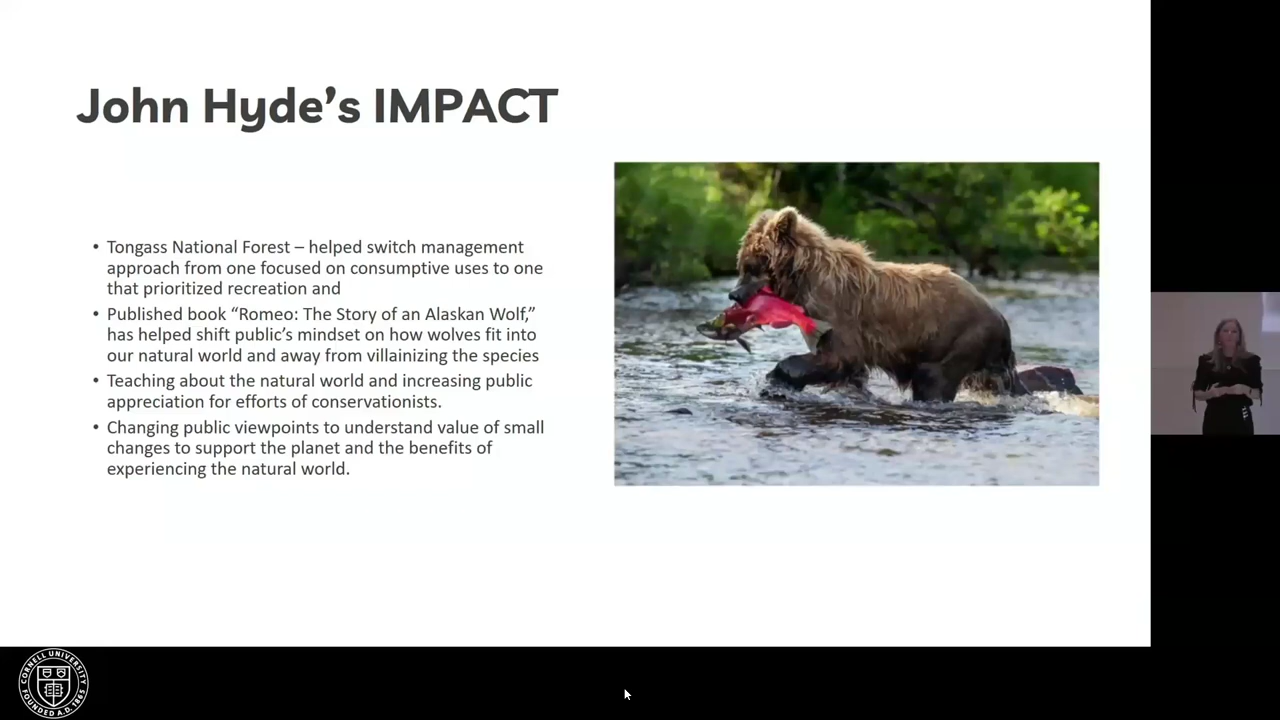 John Hyde’s IMPACT
• Tongass National Forest – helped switch management
approach from one focused on consumptive uses to one
that prioritized recreation and
• Published book “Romeo: The Story of an Alaskan Wolf,”
has helped shift public’s mindset on how wolves fit into
our natural world and away from villainizing the species
• Teaching about the natural world and increasing public
appreciation for efforts of conservationists.
• Changing public viewpoints to understand value of small
changes to support the planet and the benefits of
experiencing the natural world.
CORNELL UNIVERSITY
FOUNDED A.D. 1865